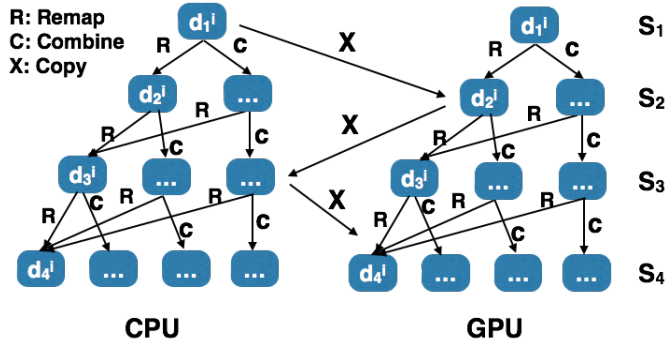 R: Remap
C: Combine
X: Copy
d₁ⁱ
d₁ⁱ
S₁
R
C
X
R
C
d₂ⁱ
...
d₂ⁱ
...
S₂
R
R
C
C
X
R
R
C
C
d₃ⁱ
...
...
d₃ⁱ
...
...
S₃
R
C
R
C
R
C
X
R
C
R
C
R
C
d₄ⁱ
...
...
...
d₄ⁱ
...
...
...
S₄
CPU
GPU